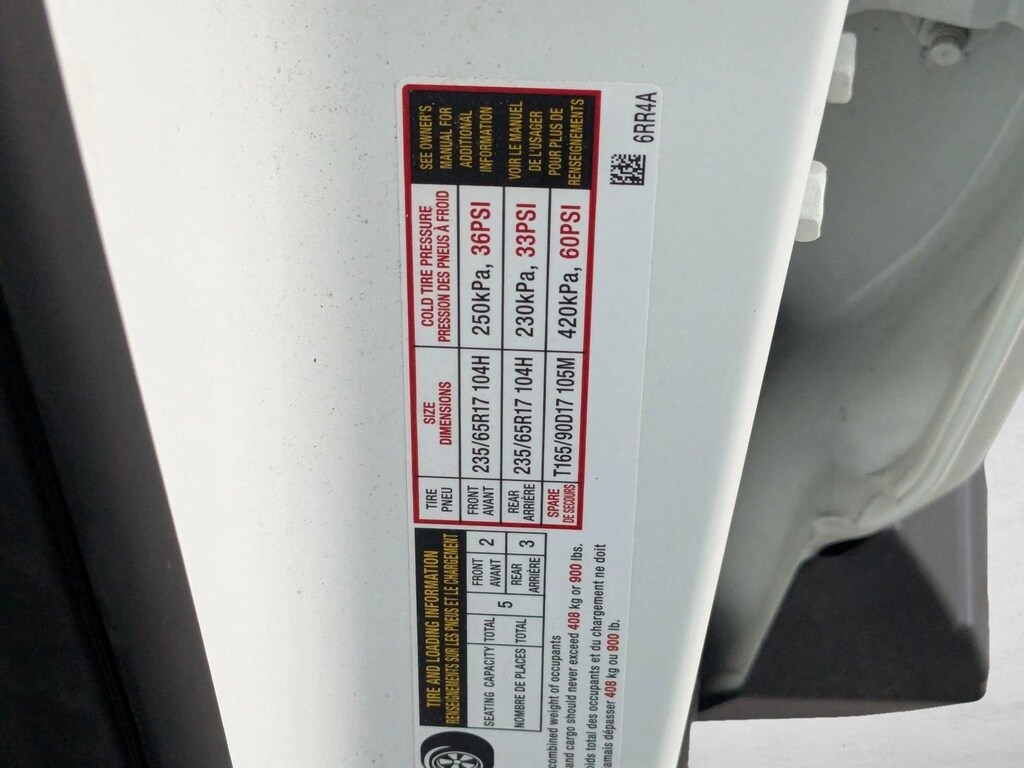 TIRE AND LOADING INFORMATION
RENSEIGNEMENTS SUR LES PNEUS ET LE CHARGEMENT
SEATING CAPACITY TOTAL 5 FRONT AVANT 2
NOMBRE DE PLACES TOTAL REAR ARRIÈRE 3
combined weight of occupants
and cargo should never exceed 408 kg or 900 lbs.
total des occupants et du chargement ne doit
jamais dépasser 408 kg ou 900 lb.
TIRE PNEU
SIZE DIMENSIONS
COLD TIRE PRESSURE
PRESSION DES PNEUS À FROID
FRONT AVANT 235/65R17 104H 250kPa, 36PSI
REAR ARRIÈRE 235/65R17 104H 230kPa, 33PSI
SPARE DE SECOURS T165/90D17 105M 420kPa, 60PSI
SEE OWNER'S
MANUAL FOR
ADDITIONAL
INFORMATION
VOIR LE MANUEL
DE L'USAGER
POUR PLUS DE
RENSEIGNEMENTS
6RR4A